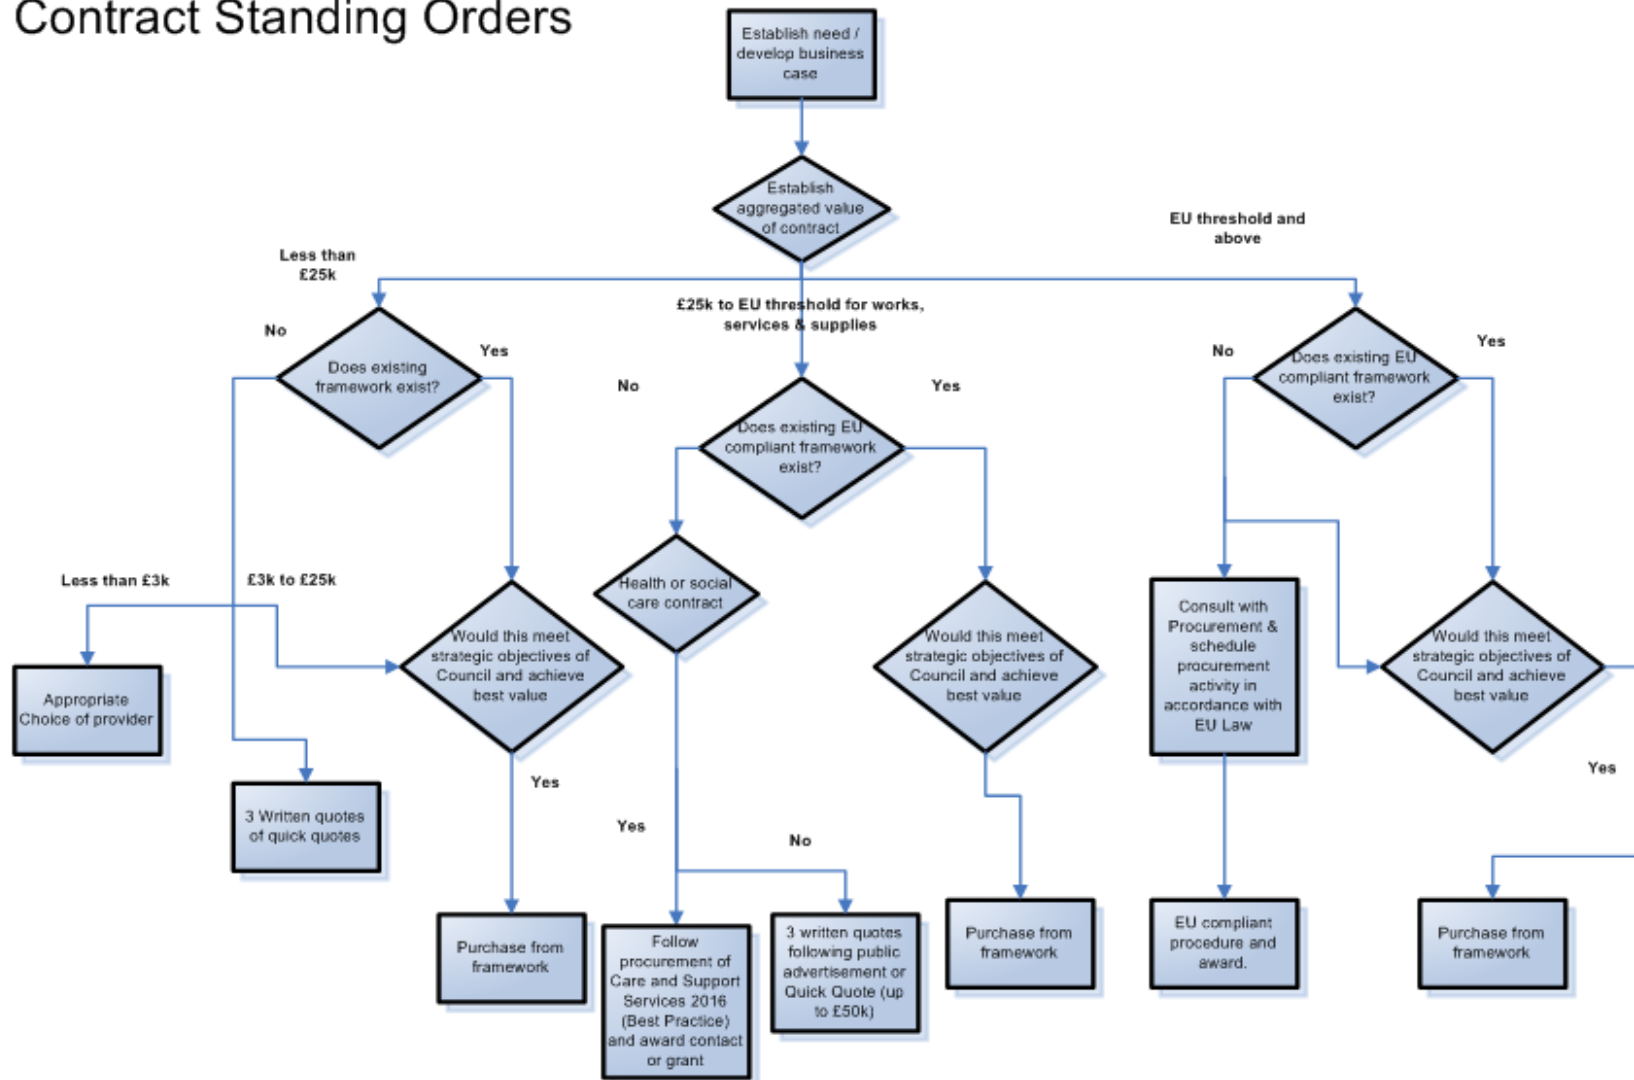 Contract Standing Orders
Establish need /
develop business
case
Establish
aggregated value
of contract
EU threshold and
above
Less than
£25k
£25k to EU threshold for works,
services & supplies
No
Yes
Does existing
framework exist?
No
Yes
Does existing EU
compliant framework
exist?
No
Yes
Does existing EU
compliant framework
exist?
Less than £3k
£3k to £25k
Health or social
care contract
Would this meet
strategic objectives of
Council and achieve
best value
Would this meet
strategic objectives of
Council and achieve
best value
Consult with
Procurement &
schedule
procurement
activity in
accordance with
EU Law
Would this meet
strategic objectives of
Council and achieve
best value
Appropriate
Choice of provider
3 Written quotes
of quick quotes
Yes
Yes
No
Yes
Purchase from
framework
Follow
procurement of
Care and Support
Services 2016
(Best Practice)
and award contact
or grant
3 written quotes
following public
advertisement or
Quick Quote (up
to £50k)
Purchase from
framework
EU compliant
procedure and
award.
Purchase from
framework